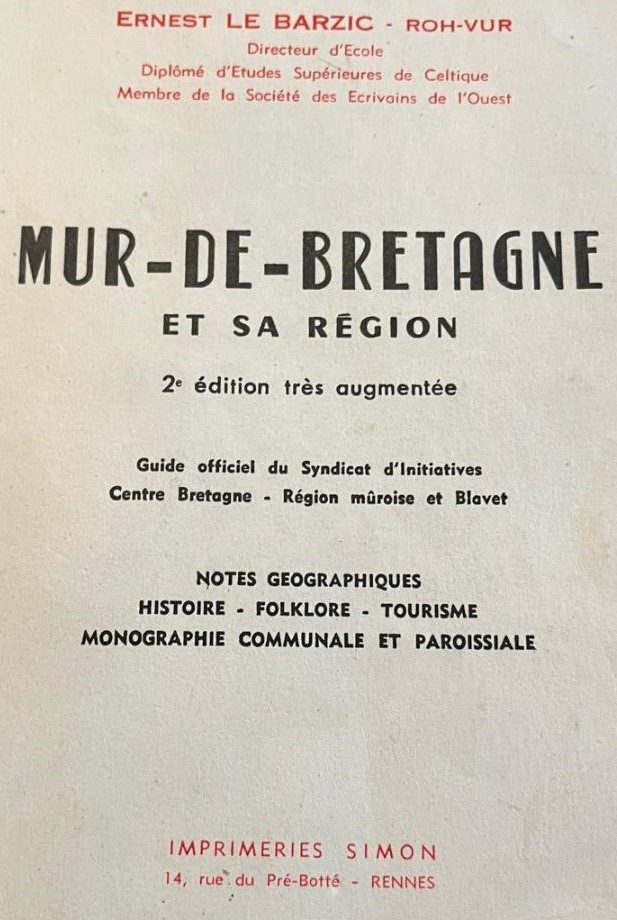 ERNEST LE BARZIC - ROH-VUR
Directeur d'Ecole
Diplômé d'Etudes Supérieures de Celtique
Membre de la Société des Ecrivains de l'Ouest
MUR-DE-BRETAGNE
ET SA RÉGION
2e édition très augmentée
Guide officiel du Syndicat d'Initiatives
Centre Bretagne - Région mûroise et Blavet
NOTES GEOGRAPHIQUES
HISTOIRE - FOLKLORE - TOURISME
MONOGRAPHIE COMMUNALE ET PAROISSIALE
IMPRIMERIES SIMON
14, rue du Pré-Botté - RENNES